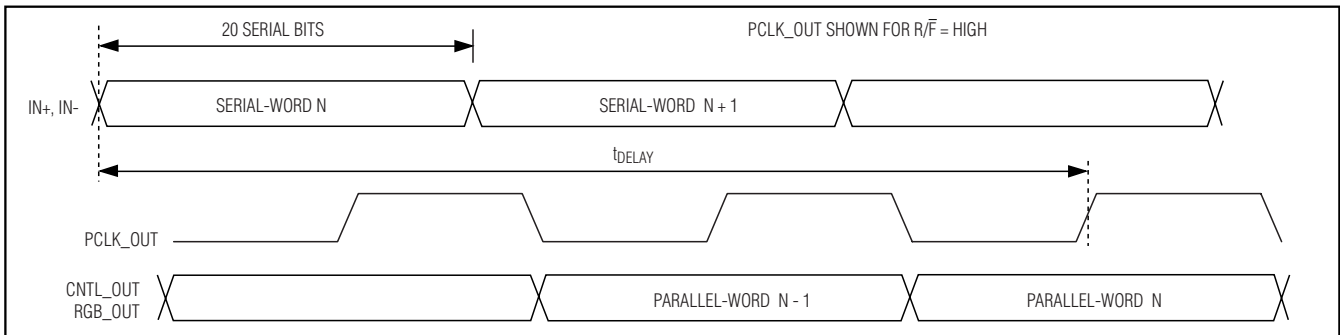 20 SERIAL BITS
PCLK_OUT SHOWN FOR R/F̅ = HIGH
IN+, IN-
SERIAL-WORD N
SERIAL-WORD N + 1
tDELAY
PCLK_OUT
CNTL_OUT
RGB_OUT
PARALLEL-WORD N - 1
PARALLEL-WORD N